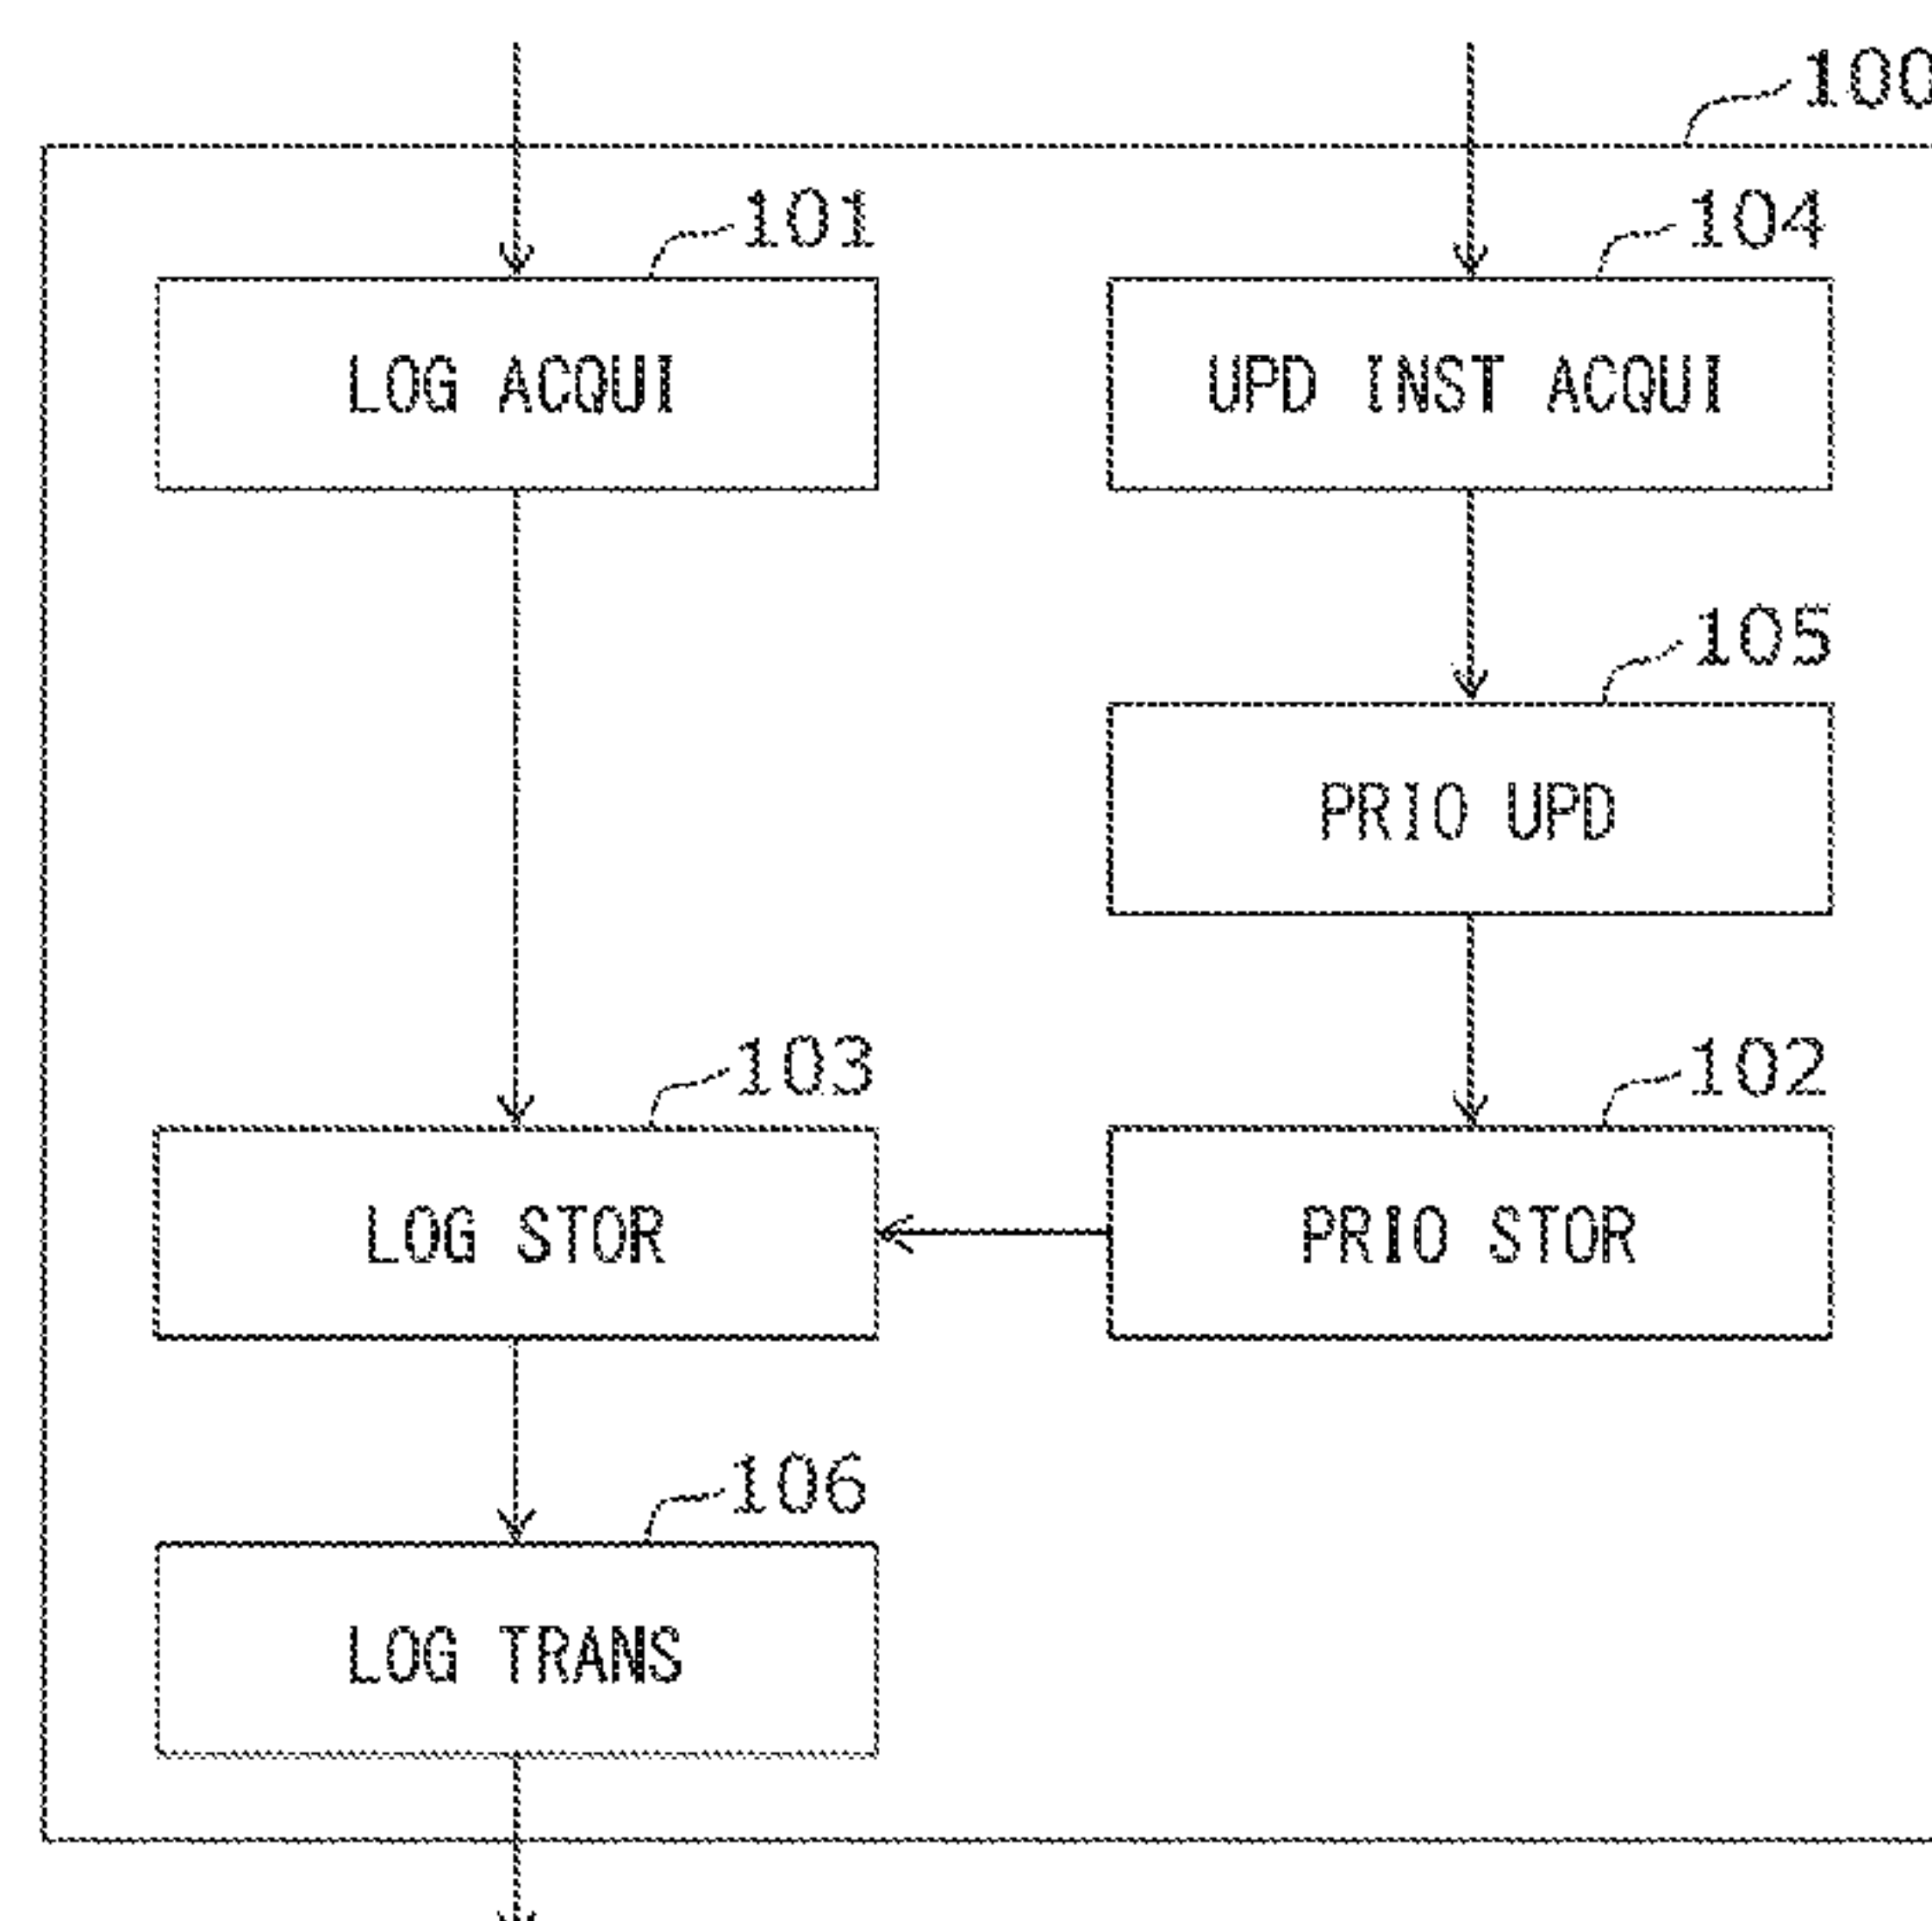 100
101
104
LOG ACQUI
UPD INST ACQUI
105
PRIO UPD
103
102
LOG STOR
PRIO STOR
106
LOG TRANS